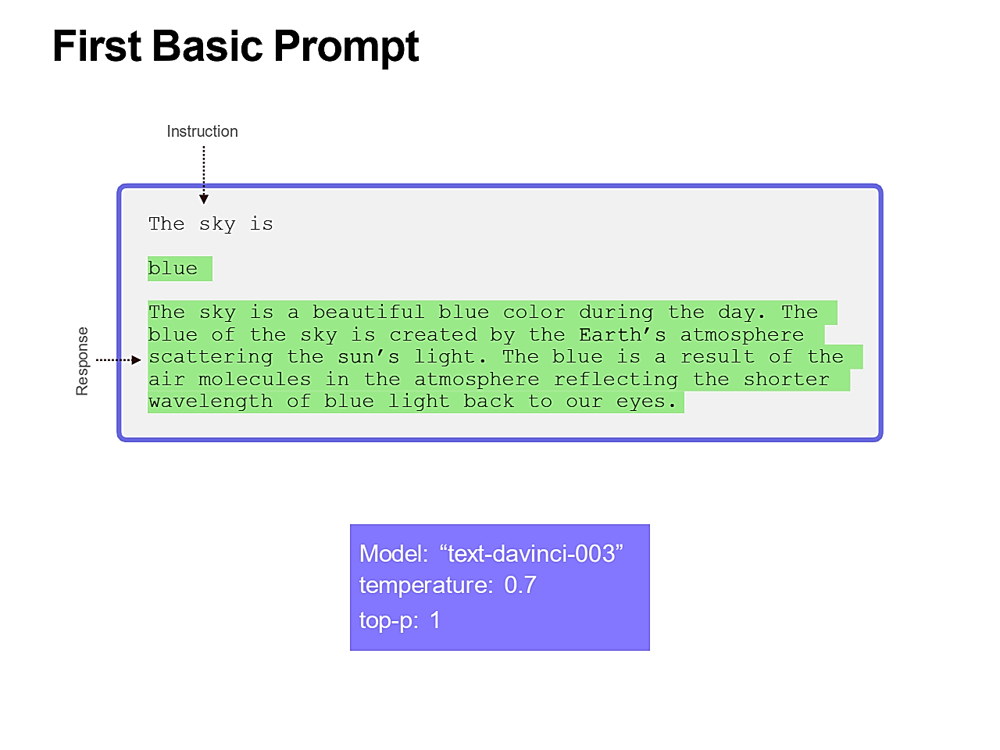 First Basic Prompt
Instruction
The sky is
blue
Response
The sky is a beautiful blue color during the day. The
blue of the sky is created by the Earth’s atmosphere
scattering the sun’s light. The blue is a result of the
air molecules in the atmosphere reflecting the shorter
wavelength of blue light back to our eyes.
Model: “text-davinci-003”
temperature: 0.7
top-p: 1